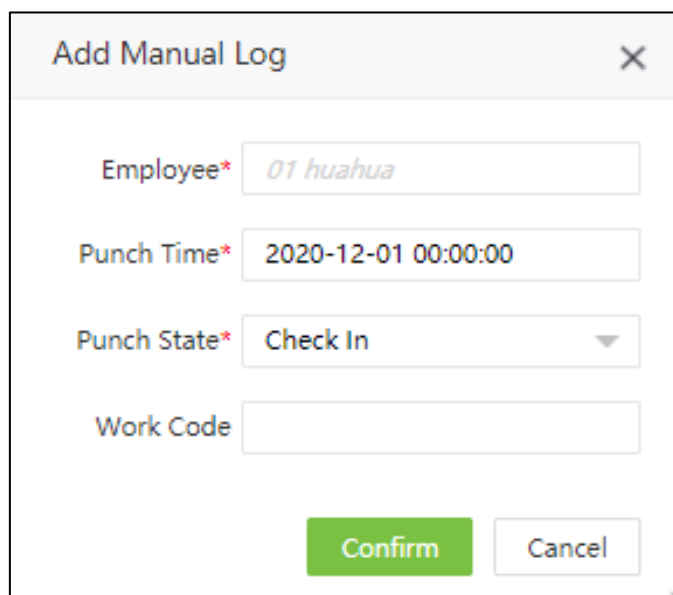 Add Manual Log
Employee* 01 huahua
Punch Time* 2020-12-01 00:00:00
Punch State* Check In
Work Code
Confirm Cancel